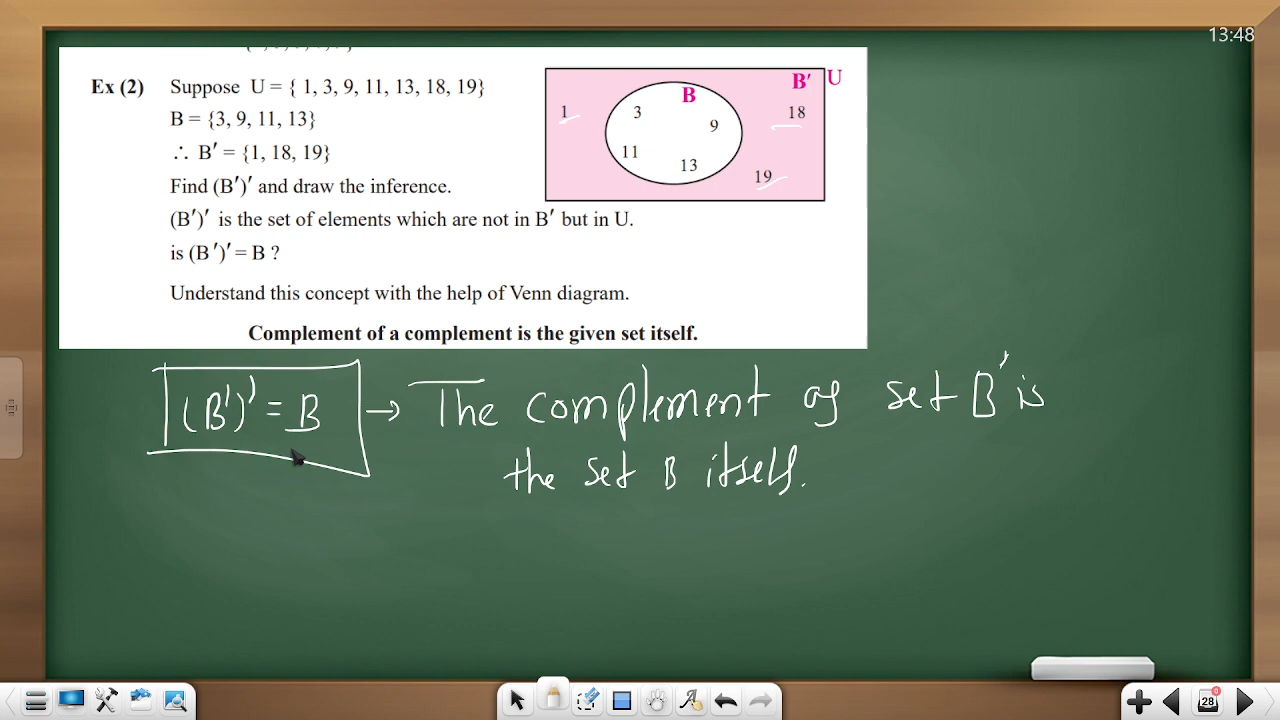 13:48
Ex (2) Suppose U = { 1, 3, 9, 11, 13, 18, 19}
B = {3, 9, 11, 13}
∴ B′ = {1, 18, 19}
Find (B′)′ and draw the inference.
(B′)′ is the set of elements which are not in B′ but in U.
is (B′)′ = B ?
Understand this concept with the help of Venn diagram.
Complement of a complement is the given set itself.
B′ U
B
1 3 18
9
11
13
19
(B′)′ = B → The complement of set B′ is
the set B itself.
28
0